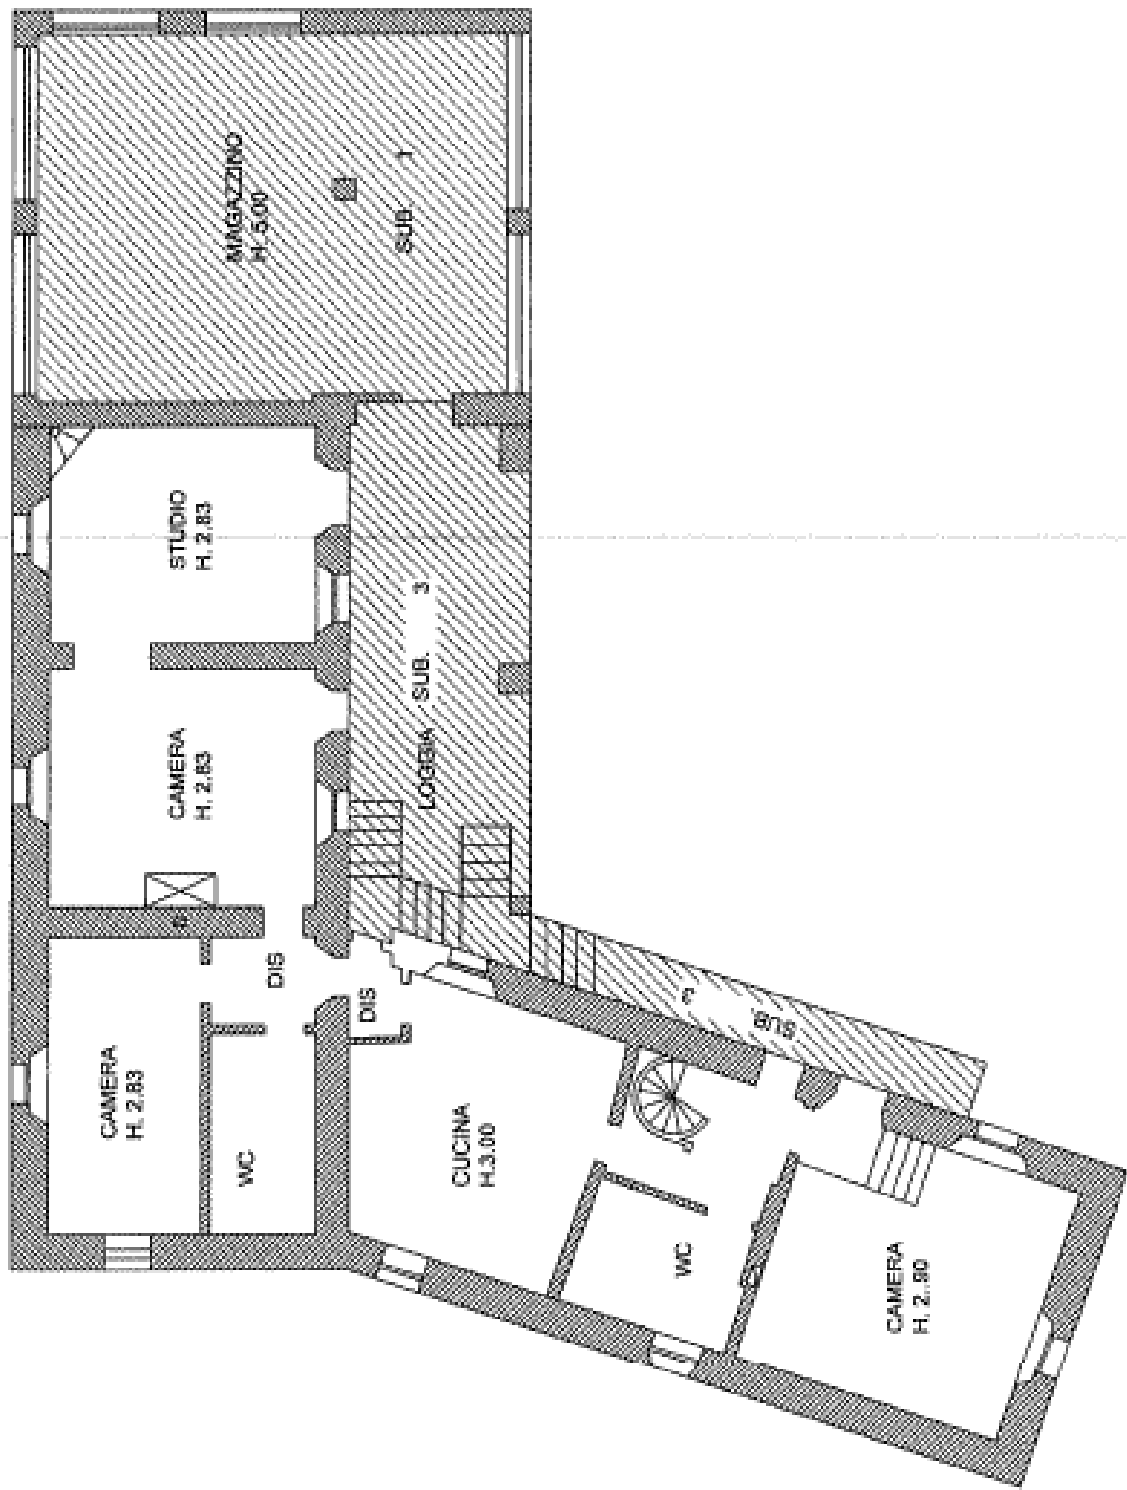 MAGAZZINO
H. 5.00
SUB. 1
STUDIO
H. 2.83
LOGGIA SUB. 3
CAMERA
H. 2.83
DIS
DIS
SUB. 3
CAMERA
H. 2.83
WC
CUCINA
H.3.00
WC
CAMERA
H. 2..90